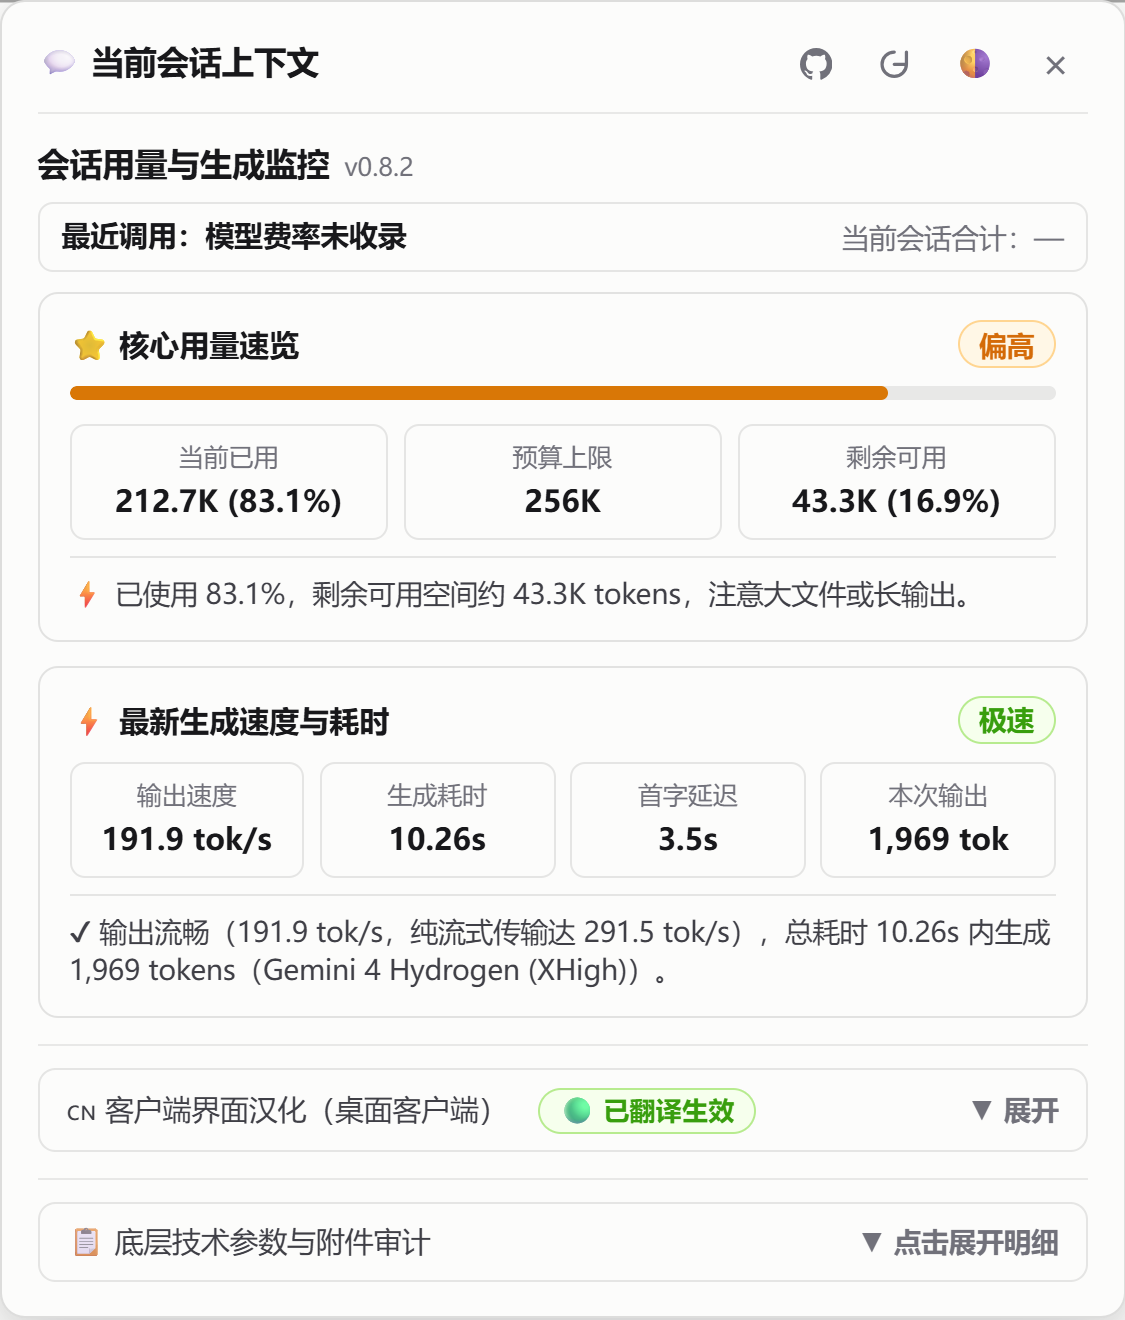 当前会话上下文
会话用量与生成监控 v0.8.2
最近调用：模型费率未收录 当前会话合计：—
核心用量速览 偏高
当前已用 预算上限 剩余可用
212.7K (83.1%) 256K 43.3K (16.9%)
已使用 83.1%，剩余可用空间约 43.3K tokens，注意大文件或长输出。
最新生成速度与耗时 极速
输出速度 生成耗时 首字延迟 本次输出
191.9 tok/s 10.26s 3.5s 1,969 tok
✓ 输出流畅（191.9 tok/s，纯流式传输达 291.5 tok/s），总耗时 10.26s 内生成
1,969 tokens（Gemini 4 Hydrogen (XHigh)）。
CN 客户端界面汉化（桌面客户端） 已翻译生效 ▼ 展开
底层技术参数与附件审计 ▼ 点击展开明细